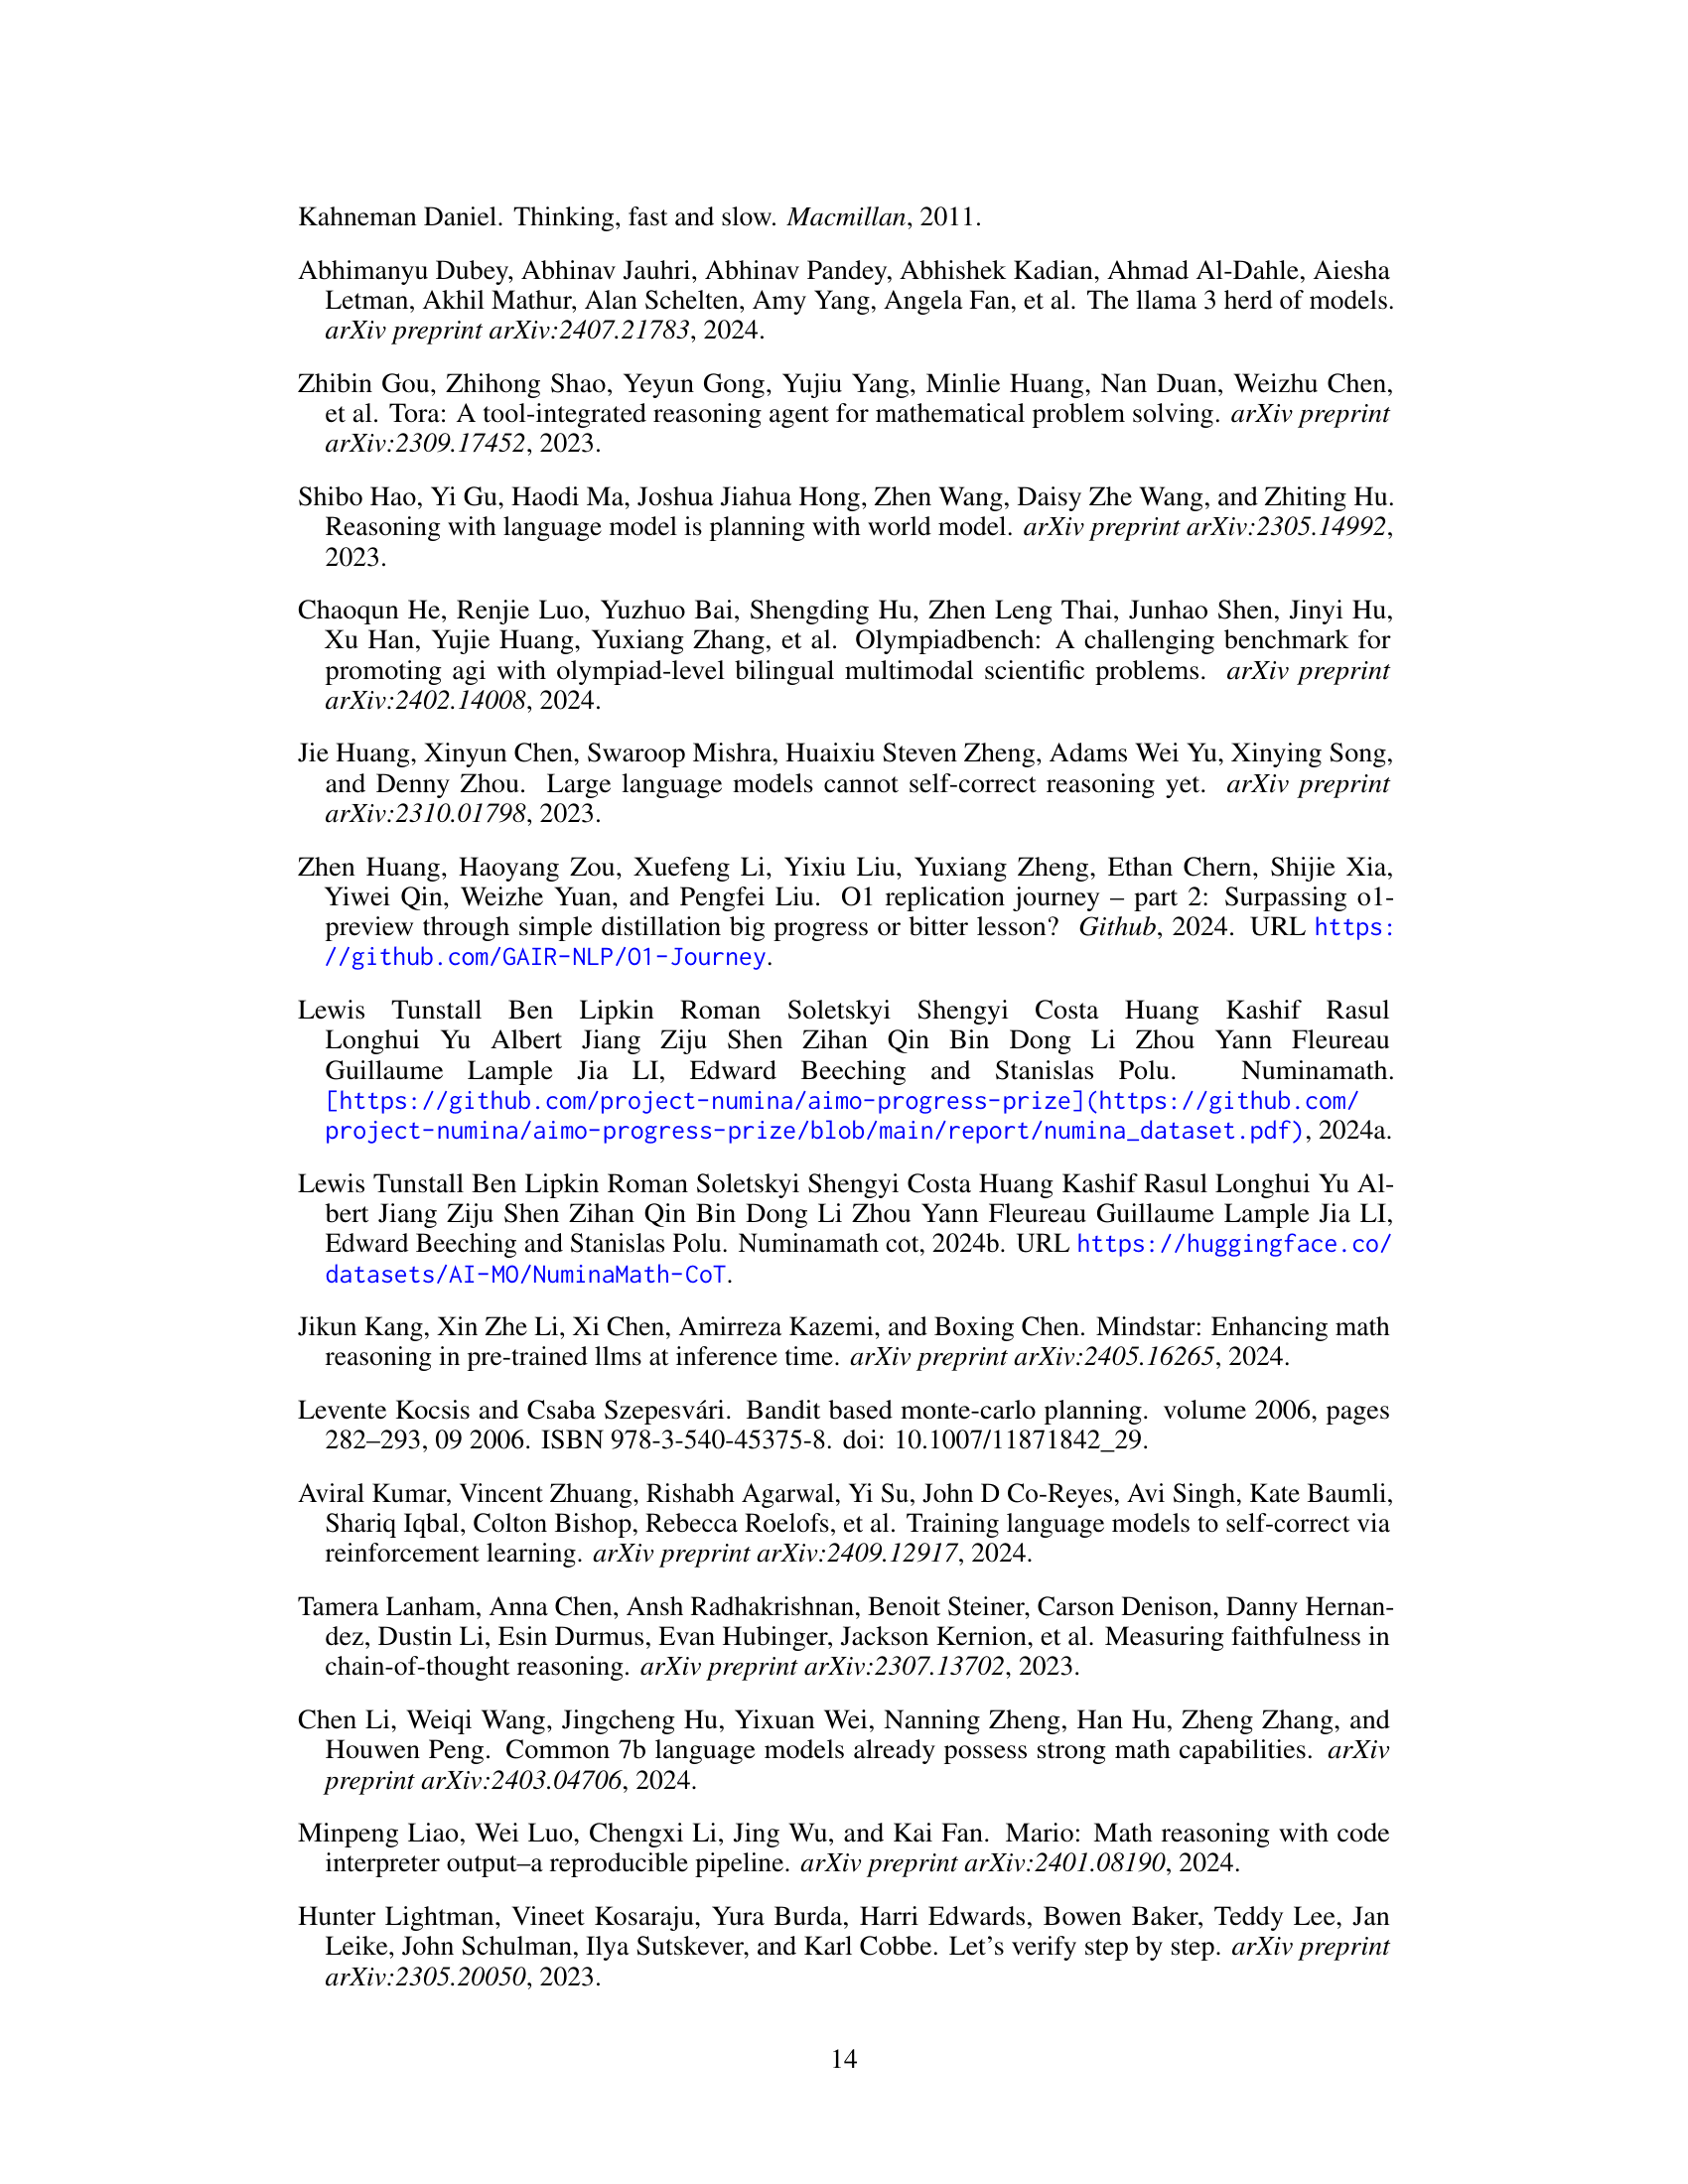 Kahneman Daniel. Thinking, fast and slow. Macmillan, 2011.
Abhimanyu Dubey, Abhinav Jauhri, Abhinav Pandey, Abhishek Kadian, Ahmad Al-Dahle, Aiesha
Letman, Akhil Mathur, Alan Schelten, Amy Yang, Angela Fan, et al. The llama 3 herd of models.
arXiv preprint arXiv:2407.21783, 2024.
Zhibin Gou, Zhihong Shao, Yeyun Gong, Yujiu Yang, Minlie Huang, Nan Duan, Weizhu Chen,
et al. Tora: A tool-integrated reasoning agent for mathematical problem solving. arXiv preprint
arXiv:2309.17452, 2023.
Shibo Hao, Yi Gu, Haodi Ma, Joshua Jiahua Hong, Zhen Wang, Daisy Zhe Wang, and Zhiting Hu.
Reasoning with language model is planning with world model. arXiv preprint arXiv:2305.14992,
2023.
Chaoqun He, Renjie Luo, Yuzhuo Bai, Shengding Hu, Zhen Leng Thai, Junhao Shen, Jinyi Hu,
Xu Han, Yujie Huang, Yuxiang Zhang, et al. Olympiadbench: A challenging benchmark for
promoting agi with olympiad-level bilingual multimodal scientific problems. arXiv preprint
arXiv:2402.14008, 2024.
Jie Huang, Xinyun Chen, Swaroop Mishra, Huaixiu Steven Zheng, Adams Wei Yu, Xinying Song,
and Denny Zhou. Large language models cannot self-correct reasoning yet. arXiv preprint
arXiv:2310.01798, 2023.
Zhen Huang, Haoyang Zou, Xuefeng Li, Yixiu Liu, Yuxiang Zheng, Ethan Chern, Shijie Xia,
Yiwei Qin, Weizhe Yuan, and Pengfei Liu. O1 replication journey – part 2: Surpassing o1-
preview through simple distillation big progress or bitter lesson? Github, 2024. URL https:
//github.com/GAIR-NLP/O1-Journey.
Lewis Tunstall Ben Lipkin Roman Soletskyi Shengyi Costa Huang Kashif Rasul
Longhui Yu Albert Jiang Ziju Shen Zihan Qin Bin Dong Li Zhou Yann Fleureau
Guillaume Lample Jia LI, Edward Beeching and Stanislas Polu. Numinamath.
[https://github.com/project-numina/aimo-progress-prize](https://github.com/
project-numina/aimo-progress-prize/blob/main/report/numina_dataset.pdf), 2024a.
Lewis Tunstall Ben Lipkin Roman Soletskyi Shengyi Costa Huang Kashif Rasul Longhui Yu Al-
bert Jiang Ziju Shen Zihan Qin Bin Dong Li Zhou Yann Fleureau Guillaume Lample Jia LI,
Edward Beeching and Stanislas Polu. Numinamath cot, 2024b. URL https://huggingface.co/
datasets/AI-MO/NuminaMath-CoT.
Jikun Kang, Xin Zhe Li, Xi Chen, Amirreza Kazemi, and Boxing Chen. Mindstar: Enhancing math
reasoning in pre-trained llms at inference time. arXiv preprint arXiv:2405.16265, 2024.
Levente Kocsis and Csaba Szepesvári. Bandit based monte-carlo planning. volume 2006, pages
282–293, 09 2006. ISBN 978-3-540-45375-8. doi: 10.1007/11871842_29.
Aviral Kumar, Vincent Zhuang, Rishabh Agarwal, Yi Su, John D Co-Reyes, Avi Singh, Kate Baumli,
Shariq Iqbal, Colton Bishop, Rebecca Roelofs, et al. Training language models to self-correct via
reinforcement learning. arXiv preprint arXiv:2409.12917, 2024.
Tamera Lanham, Anna Chen, Ansh Radhakrishnan, Benoit Steiner, Carson Denison, Danny Hernan-
dez, Dustin Li, Esin Durmus, Evan Hubinger, Jackson Kernion, et al. Measuring faithfulness in
chain-of-thought reasoning. arXiv preprint arXiv:2307.13702, 2023.
Chen Li, Weiqi Wang, Jingcheng Hu, Yixuan Wei, Nanning Zheng, Han Hu, Zheng Zhang, and
Houwen Peng. Common 7b language models already possess strong math capabilities. arXiv
preprint arXiv:2403.04706, 2024.
Minpeng Liao, Wei Luo, Chengxi Li, Jing Wu, and Kai Fan. Mario: Math reasoning with code
interpreter output–a reproducible pipeline. arXiv preprint arXiv:2401.08190, 2024.
Hunter Lightman, Vineet Kosaraju, Yura Burda, Harri Edwards, Bowen Baker, Teddy Lee, Jan
Leike, John Schulman, Ilya Sutskever, and Karl Cobbe. Let's verify step by step. arXiv preprint
arXiv:2305.20050, 2023.
14